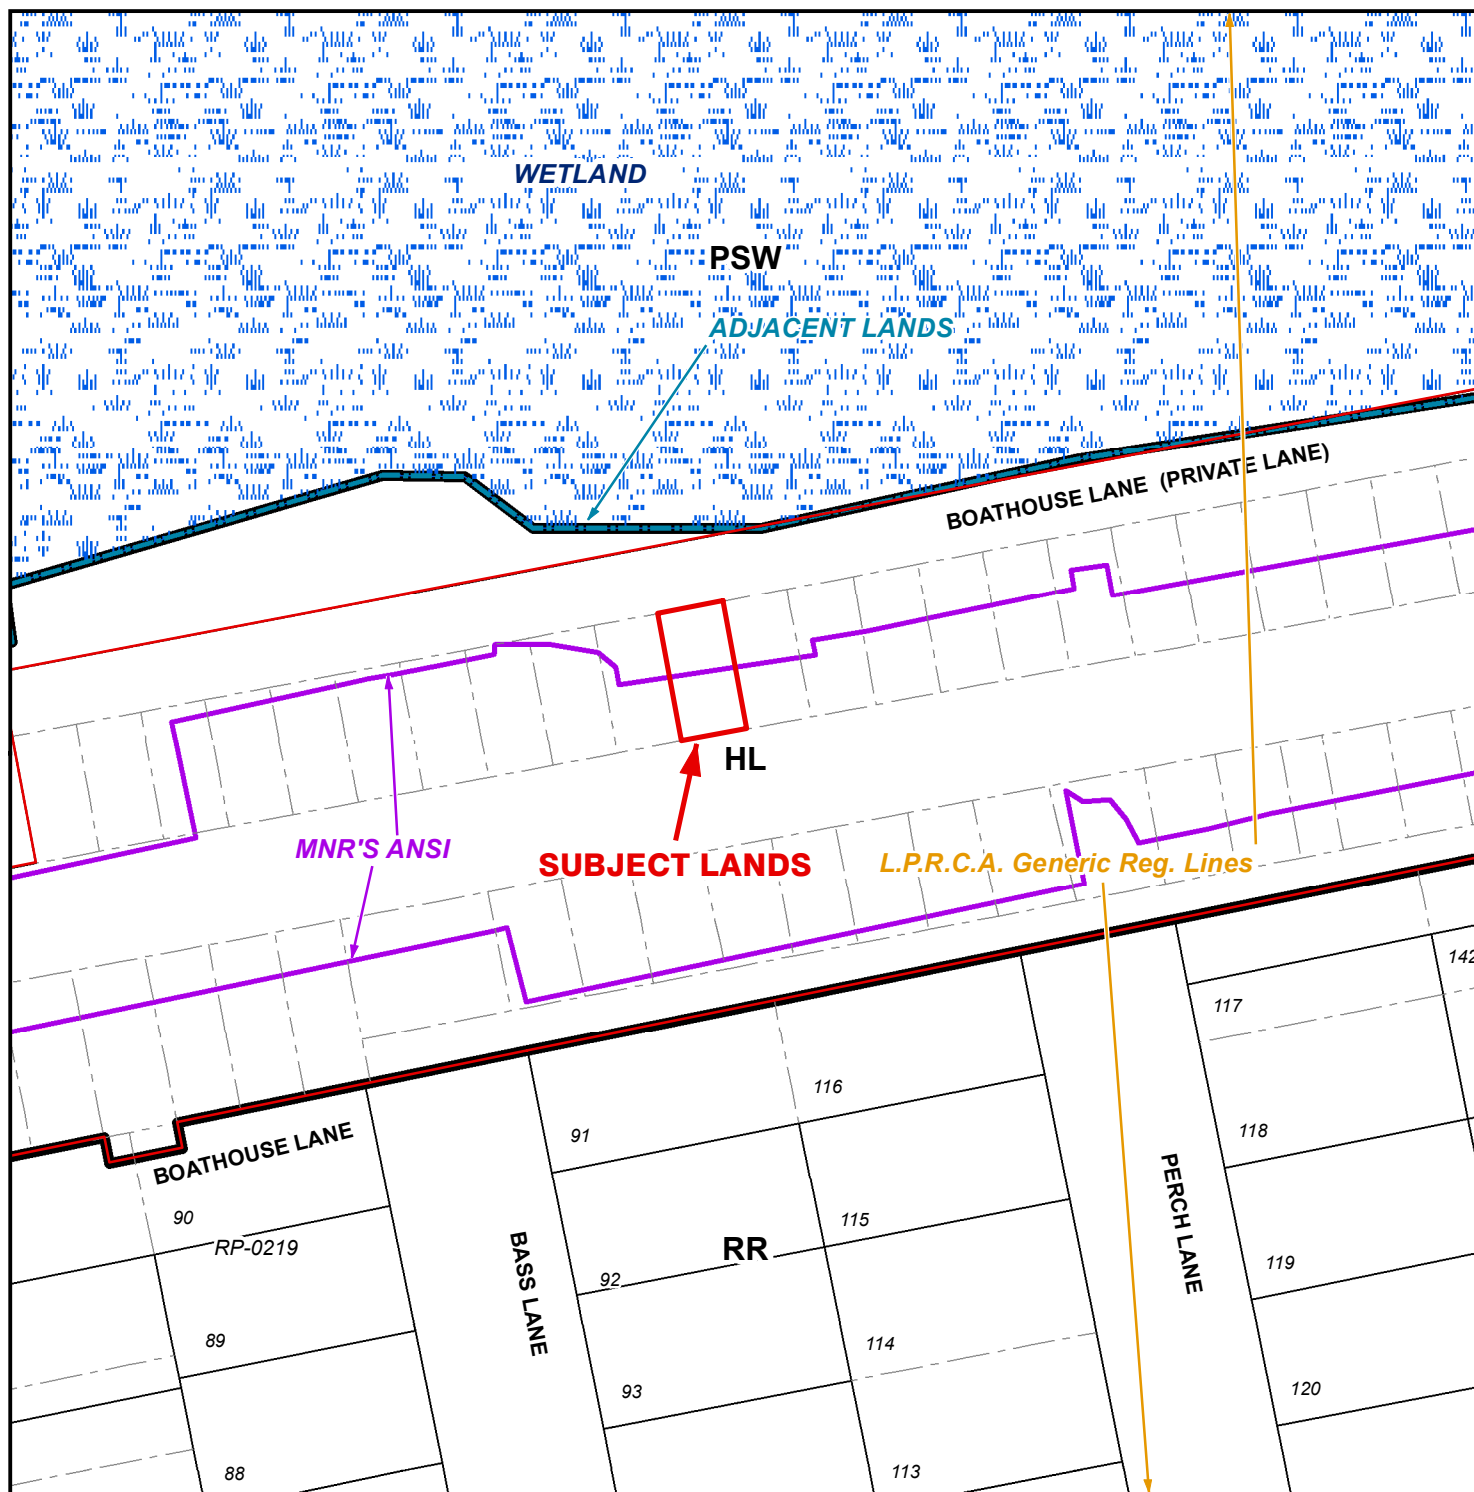 WETLAND
PSW
ADJACENT LANDS
BOATHOUSE LANE (PRIVATE LANE)
HL
MNR'S ANSI
SUBJECT LANDS
L.P.R.C.A. Generic Reg. Lines
142
117
116
91
118
BOATHOUSE LANE
90
RP-0219
115
RR
PERCH LANE
BASS LANE
92
119
89
114
93
120
88
113